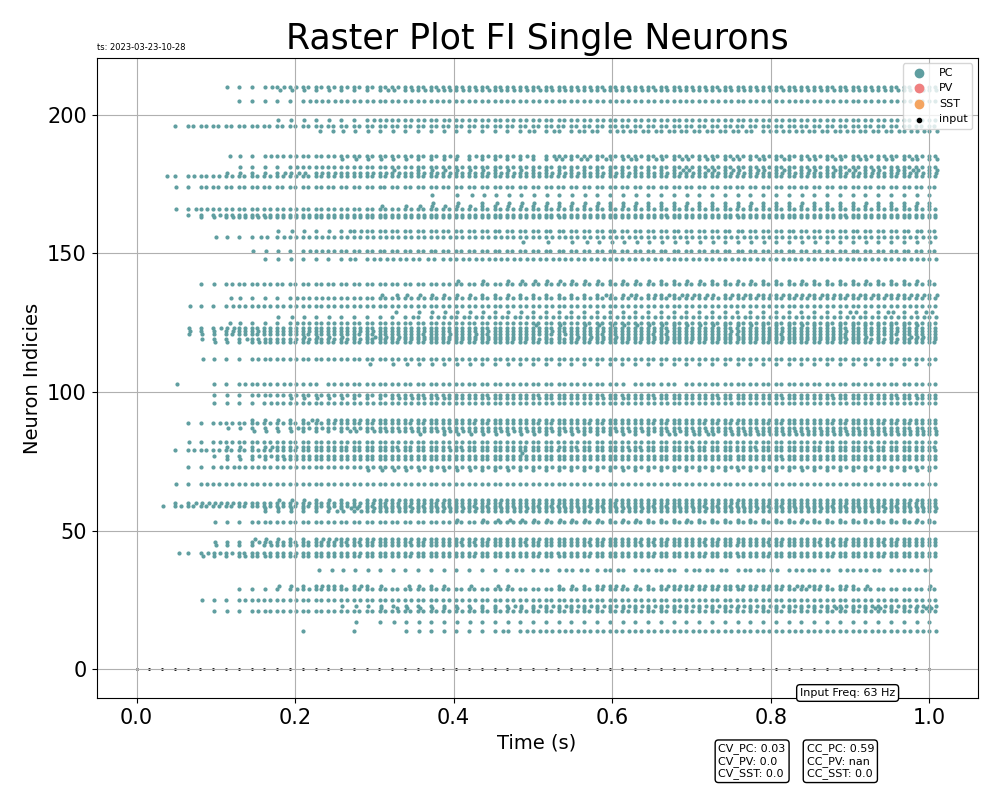 Raster Plot FI Single Neurons
ts: 2023-03-23-10-28
PC
PV
SST
input
200
150
100
50
0
Neuron Indicies
0.0 0.2 0.4 0.6 0.8 1.0
Time (s)
Input Freq: 63 Hz
CV_PC: 0.03
CV_PV: 0.0
CV_SST: 0.0
CC_PC: 0.59
CC_PV: nan
CC_SST: 0.0